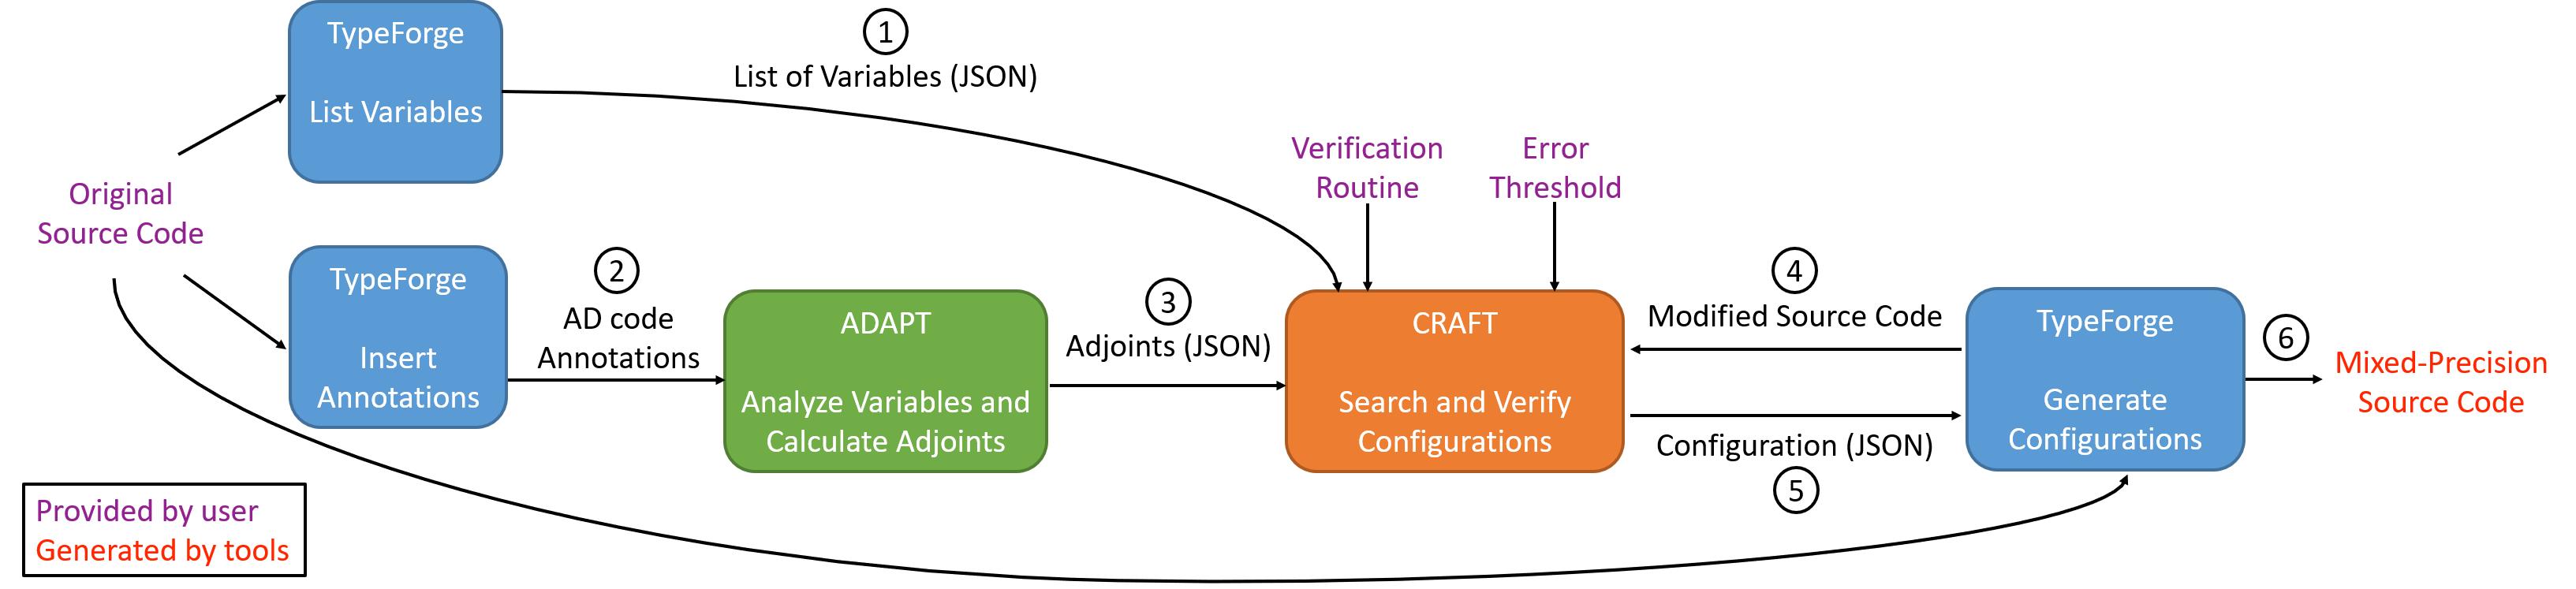 TypeForge
List Variables
①
List of Variables (JSON)
Original
Source Code
Verification
Routine
Error
Threshold
TypeForge
Insert
Annotations
②
AD code
Annotations
ADAPT
Analyze Variables and
Calculate Adjoints
③
Adjoints (JSON)
CRAFT
Search and Verify
Configurations
④
Modified Source Code
Configuration (JSON)
⑤
TypeForge
Generate
Configurations
⑥
Mixed-Precision
Source Code
Provided by user
Generated by tools